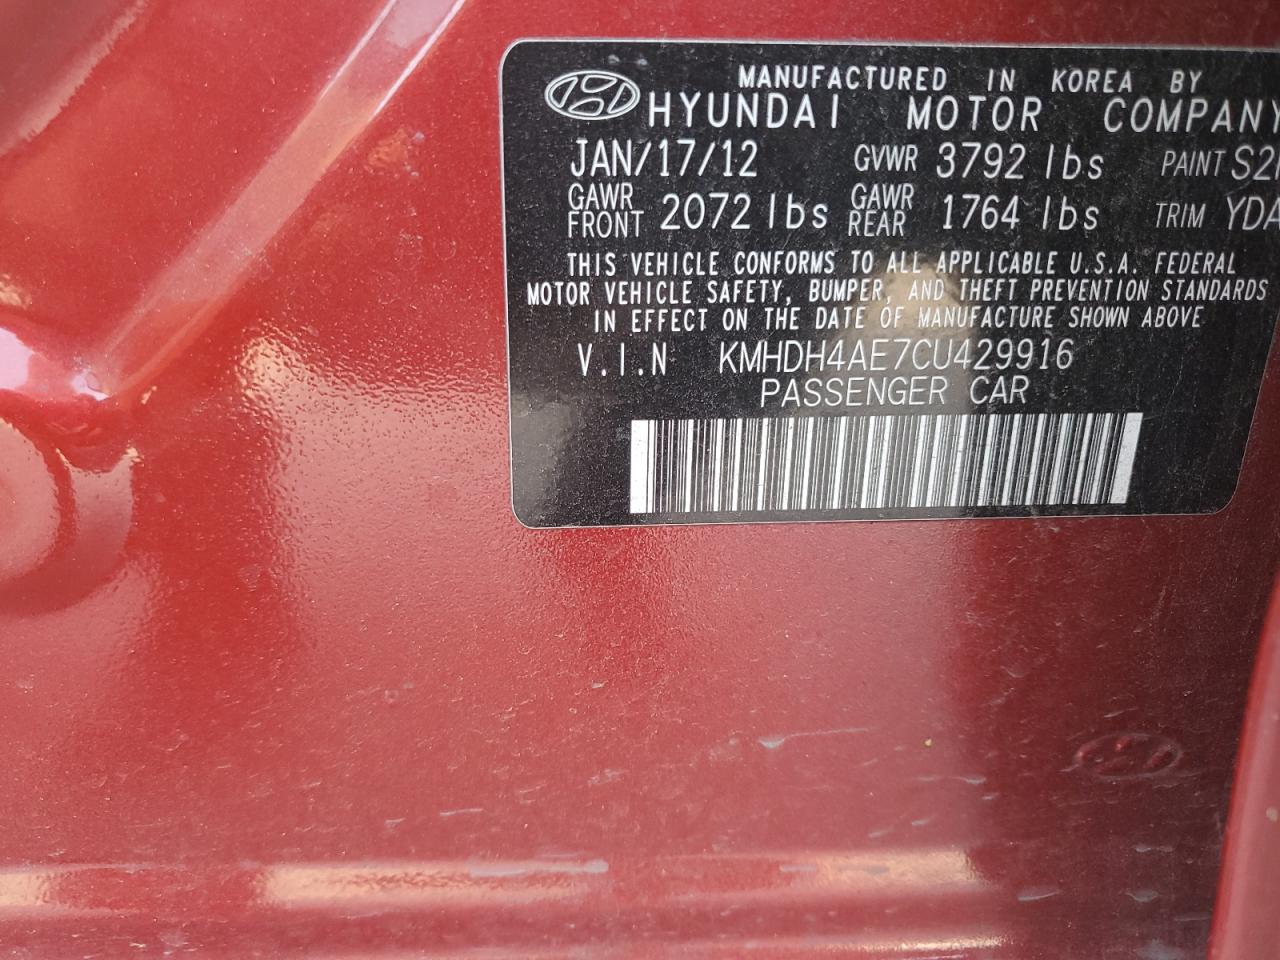 MANUFACTURED IN KOREA BY
HYUNDAI MOTOR COMPANY
JAN/17/12 GVWR 3792 lbs PAINT
GAWR FRONT 2072 lbs GAWR REAR 1764 lbs TRIM YDA
THIS VEHICLE CONFORMS TO ALL APPLICABLE U.S.A. FEDERAL
MOTOR VEHICLE SAFETY, BUMPER, AND THEFT PREVENTION STANDARDS
IN EFFECT ON THE DATE OF MANUFACTURE SHOWN ABOVE
V.I.N KMHDH4AE7CU429916
PASSENGER CAR